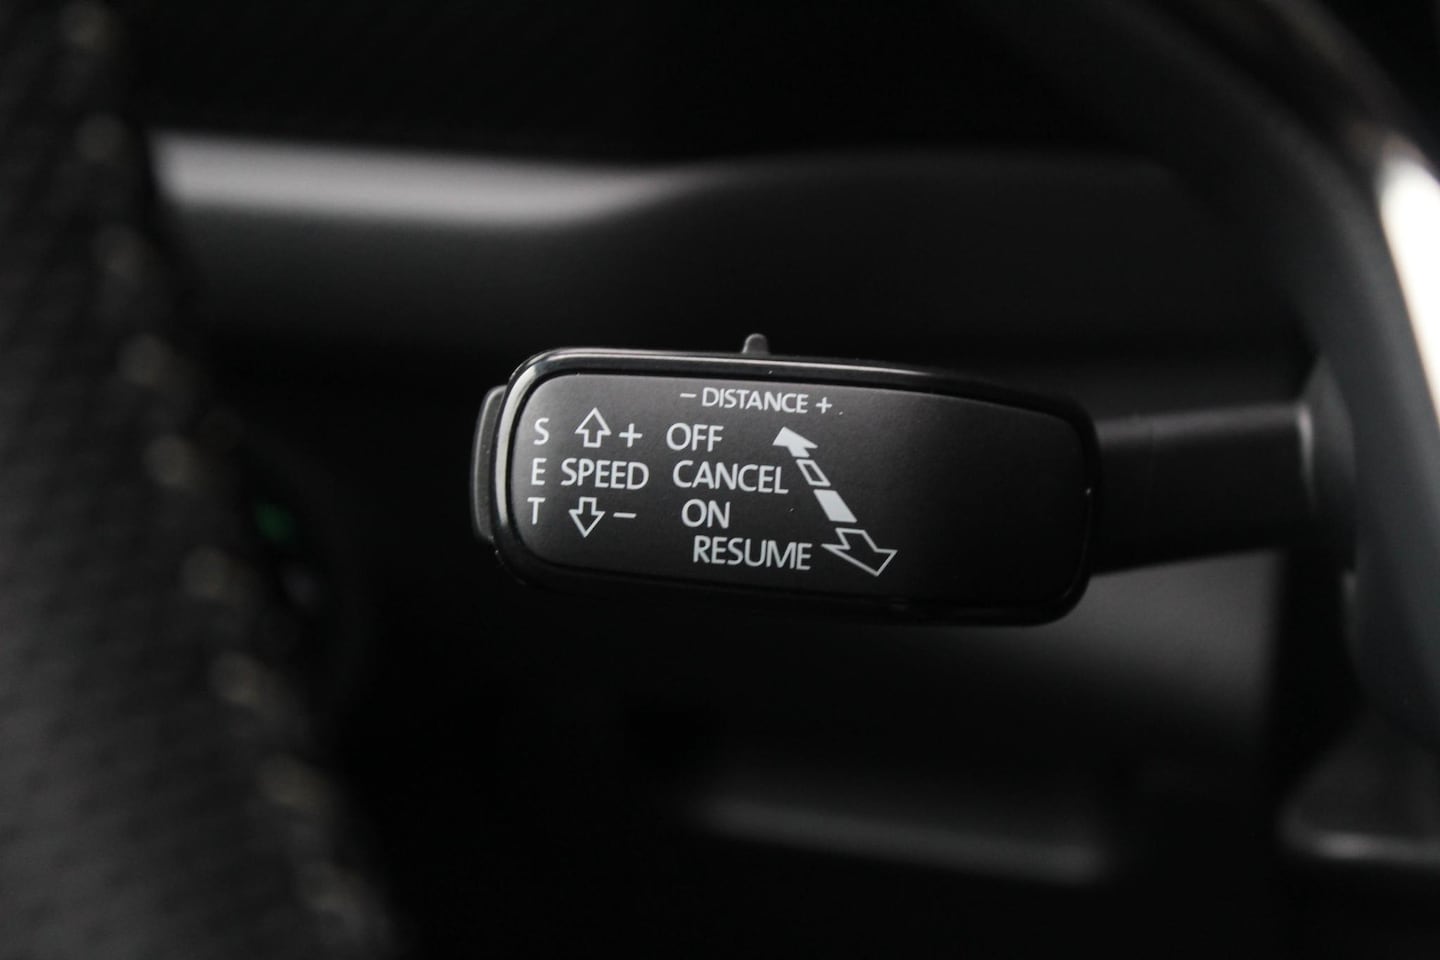 − DISTANCE +
S + OFF
E SPEED CANCEL
T − ON
RESUME